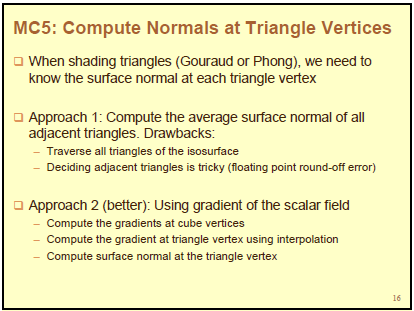 MC5: Compute Normals at Triangle Vertices
When shading triangles (Gouraud or Phong), we need to
know the surface normal at each triangle vertex
Approach 1: Compute the average surface normal of all
adjacent triangles. Drawbacks:
– Traverse all triangles of the isosurface
– Deciding adjacent triangles is tricky (floating point round-off error)
Approach 2 (better): Using gradient of the scalar field
– Compute the gradients at cube vertices
– Compute the gradient at triangle vertex using interpolation
– Compute surface normal at the triangle vertex
16